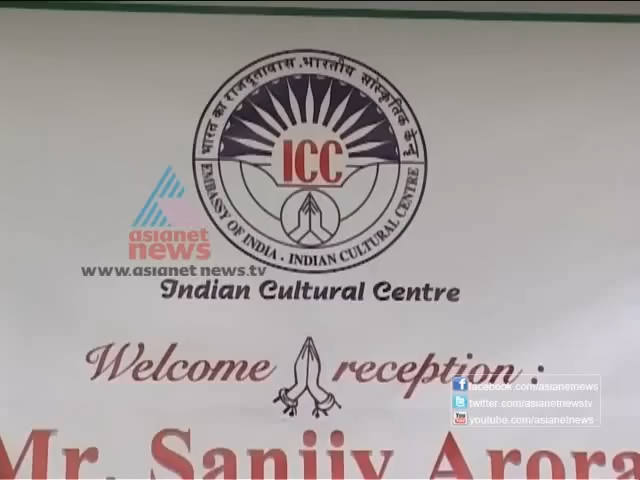 भारत का राजदूतावास . भारतीय सांस्कृतिक केन्द्र
ICC
EMBASSY OF INDIA . INDIAN CULTURAL CENTRE
asianet
news
www.asianetnews.tv
Indian Cultural Centre
Welcome reception :
facebook.com/asianetnews
twitter.com/asianetnewstv
youtube.com/asianetnews
Mr. Sanjiv Arora